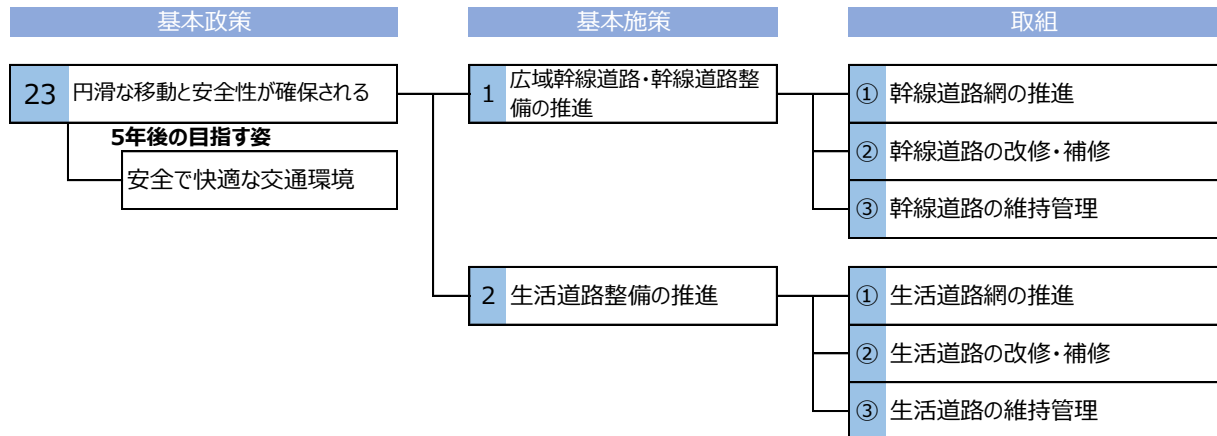 基本政策
基本施策
取組
23 円滑な移動と安全性が確保される
5年後の目指す姿
安全で快適な交通環境
1 広域幹線道路・幹線道路整
備の推進
① 幹線道路網の推進
② 幹線道路の改修・補修
③ 幹線道路の維持管理
2 生活道路整備の推進
① 生活道路網の推進
② 生活道路の改修・補修
③ 生活道路の維持管理